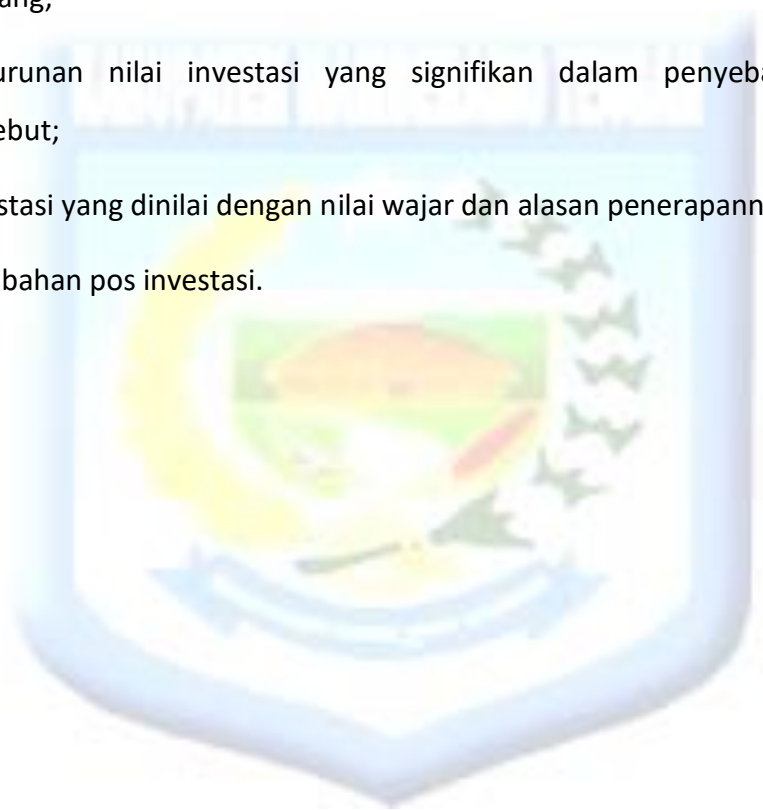 ang;
urunan nilai investasi yang signifikan dalam penyeba
ebut;
stasi yang dinilai dengan nilai wajar dan alasan penerapann
bahan pos investasi.